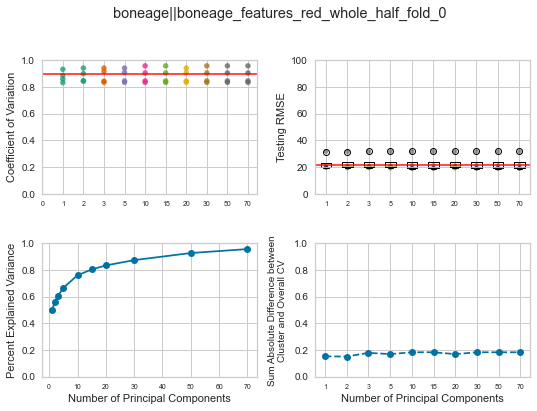 boneage||boneage_features_red_whole_half_fold_0
Coefficient of Variation
1.0
0.8
0.6
0.4
0.2
0.0
0 1 2 3 5 10 15 20 30 50 70
Testing RMSE
100
80
60
40
20
0
1 2 3 5 10 15 20 30 50 70
Percent Explained Variance
1.0
0.8
0.6
0.4
0.2
0.0
0 10 20 30 40 50 60 70
Number of Principal Components
Sum Absolute Difference between
Cluster and Overall CV
1.0
0.8
0.6
0.4
0.2
0.0
1 2 3 5 10 15 20 30 50 70
Number of Principal Components